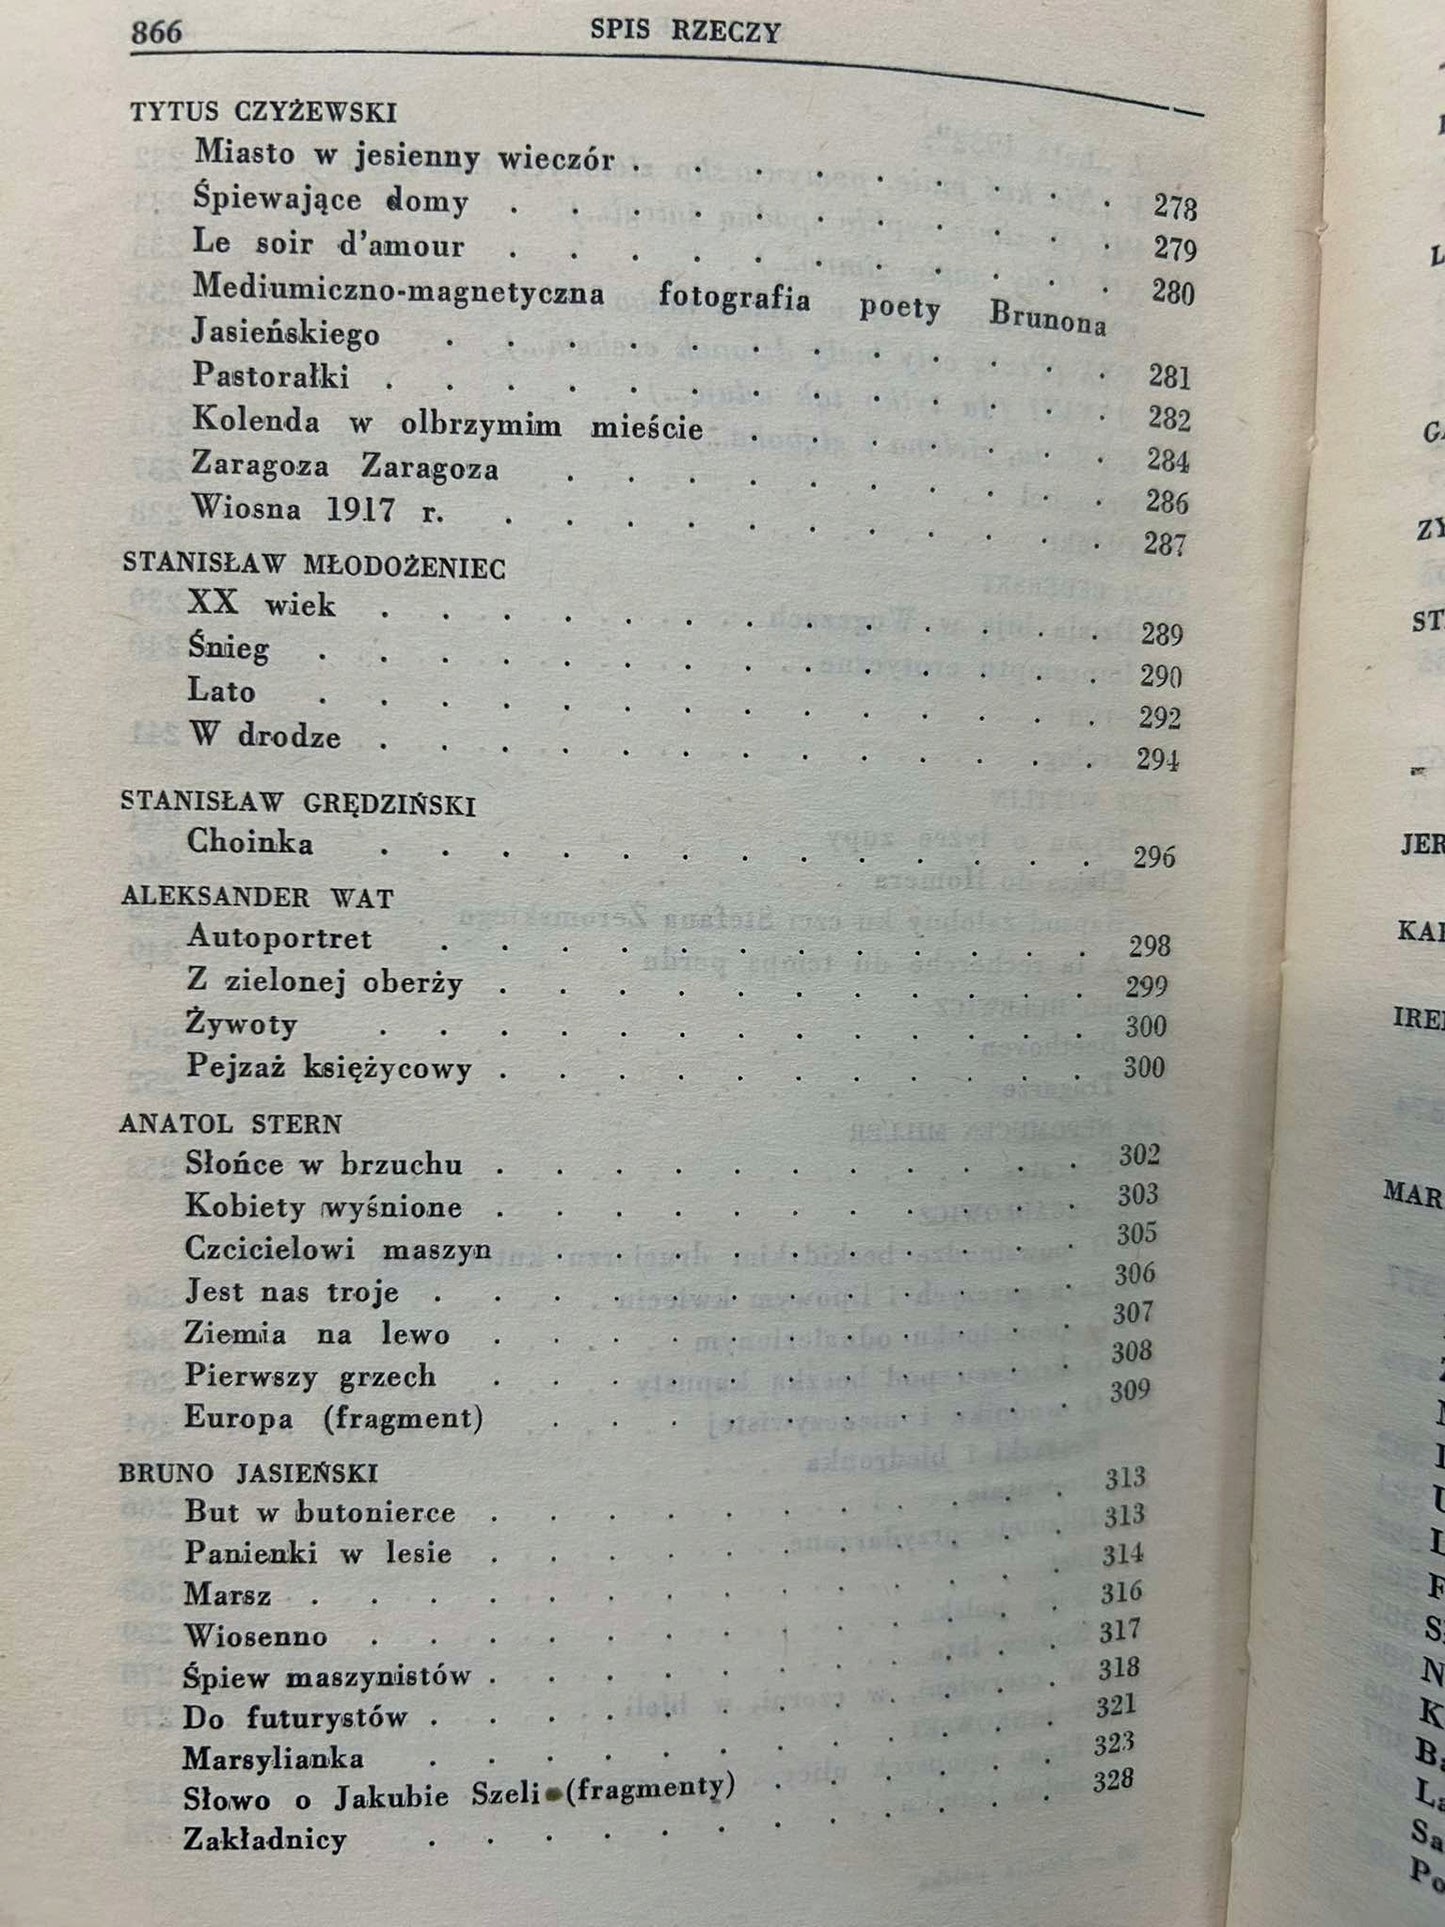 866 SPIS RZECZY
TYTUS CZYŻEWSKI
Miasto w jesienny wieczór . . . . . . . . . 278
Śpiewające domy . . . . . . . . . . . 279
Le soir d'amour . . . . . . . . . . . 280
Mediumiczno-magnetyczna fotografia poety Brunona
Jasieńskiego . . . . . . . . . . . . 281
Pastorałki . . . . . . . . . . . . . 282
Kolenda w olbrzymim mieście . . . . . . . 284
Zaragoza Zaragoza . . . . . . . . . . 286
Wiosna 1917 r. . . . . . . . . . . . 287
STANISŁAW MŁODOŻENIEC
XX wiek . . . . . . . . . . . . . 289
Śnieg . . . . . . . . . . . . . . 290
Lato . . . . . . . . . . . . . . 292
W drodze . . . . . . . . . . . . . 294
STANISŁAW GRĘDZIŃSKI
Choinka . . . . . . . . . . . . . 296
ALEKSANDER WAT
Autoportret . . . . . . . . . . . . 298
Z zielonej oberży . . . . . . . . . . . 299
Żywoty . . . . . . . . . . . . . 300
Pejzaż księżycowy . . . . . . . . . . . 300
ANATOL STERN
Słońce w brzuchu . . . . . . . . . . . 302
Kobiety wyśnione . . . . . . . . . . . 303
Czcicielowi maszyn . . . . . . . . . . 305
Jest nas troje . . . . . . . . . . . . 306
Ziemia na lewo . . . . . . . . . . . 307
Pierwszy grzech . . . . . . . . . . . 308
Europa (fragment) . . . . . . . . . . 309
BRUNO JASIEŃSKI
But w butonierce . . . . . . . . . . . 313
Panienki w lesie . . . . . . . . . . . 313
Marsz . . . . . . . . . . . . . . 314
Wiosenno . . . . . . . . . . . . . 316
Śpiew maszynistów . . . . . . . . . . . 317
Do futurystów . . . . . . . . . . . . 318
Marsylianka . . . . . . . . . . . . 321
Słowo o Jakubie Szeli (fragmenty) . . . . . . 323
Zakładnicy . . . . . . . . . . . . 328